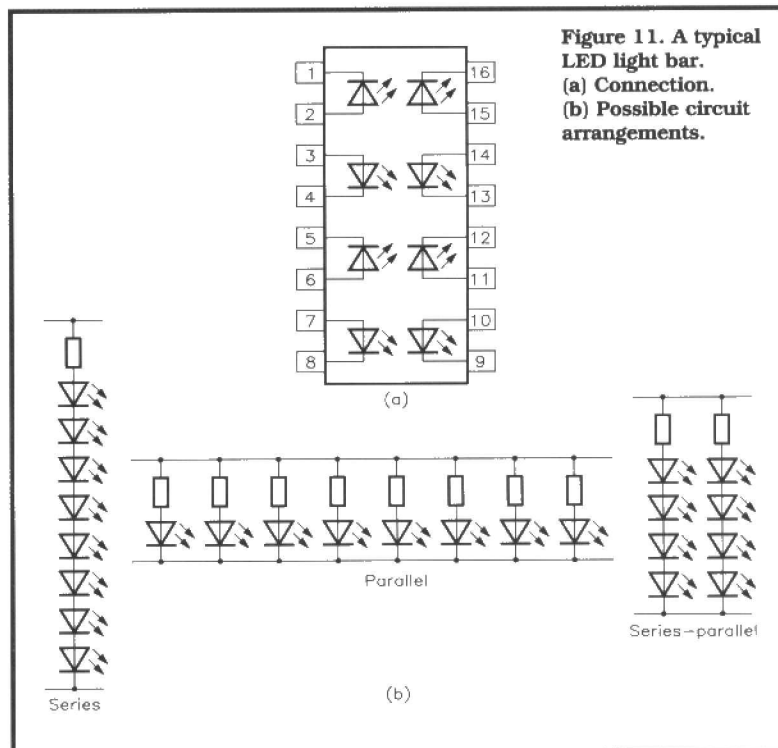 Figure 11. A typical
LED light bar.
(a) Connection.
(b) Possible circuit
arrangements.
1 16
2 15
3 14
4 13
5 12
6 11
7 10
8 9
(a)
Parallel
Series-parallel
Series
(b)